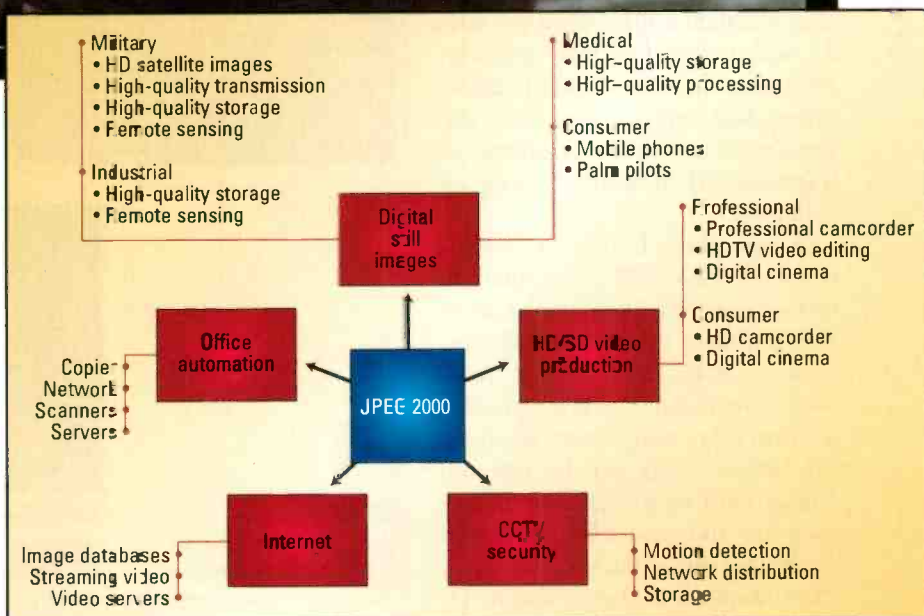 Military
• HD satellite images
• High-quality transmission
• High-quality storage
• Remote sensing
Industrial
• High-quality storage
• Remote sensing
Medical
• High-quality storage
• High-quality processing
Consumer
• Mobile phones
• Palm pilots
Digital
still
images
Professional
• Professional camcorder
• HDTV video editing
• Digital cinema
Consumer
• HD camcorder
• Digital cinema
Office
automation
HD/SD video
production
Copier
Network
Scanners
Servers
JPEG 2000
Internet
CCTV/
security
Image databases
Streaming video
Video servers
Motion detection
Network distribution
Storage